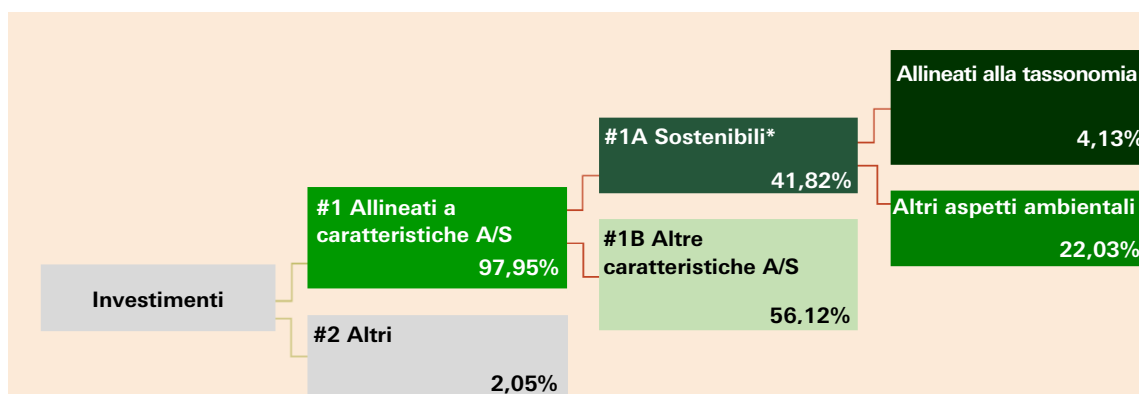 Investimenti
#1 Allineati a
caratteristiche A/S
97,95%
#2 Altri
2,05%
#1A Sostenibili*
41,82%
#1B Altre
caratteristiche A/S
56,12%
Allineati alla tassonomia
4,13%
Altri aspetti ambientali
22,03%